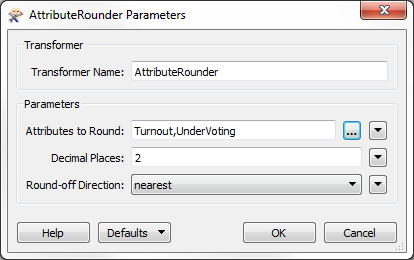 AttributeRounder Parameters
Transformer
Transformer Name: AttributeRounder
Parameters
Attributes to Round: Turnout,UnderVoting ...
Decimal Places: 2
Round-off Direction: nearest
Help Defaults OK Cancel